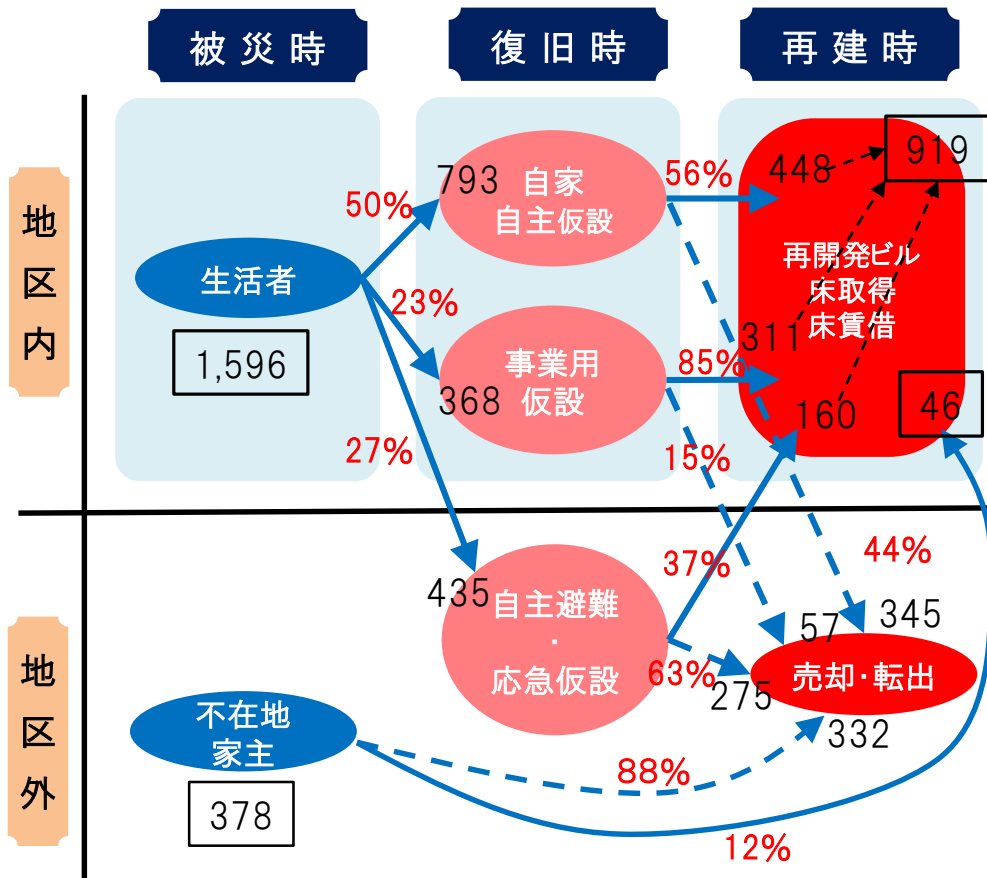 被災時
復旧時
再建時
地区内
生活者
1,596
50%
23%
27%
793
自家
自主仮設
368
事業用
仮設
56%
85%
15%
448
919
再開発ビル
床取得
床賃借
311
160
46
地区外
435
自主避難
・
応急仮設
37%
63%
44%
57
345
275
売却・転出
332
不在地
家主
378
88%
12%